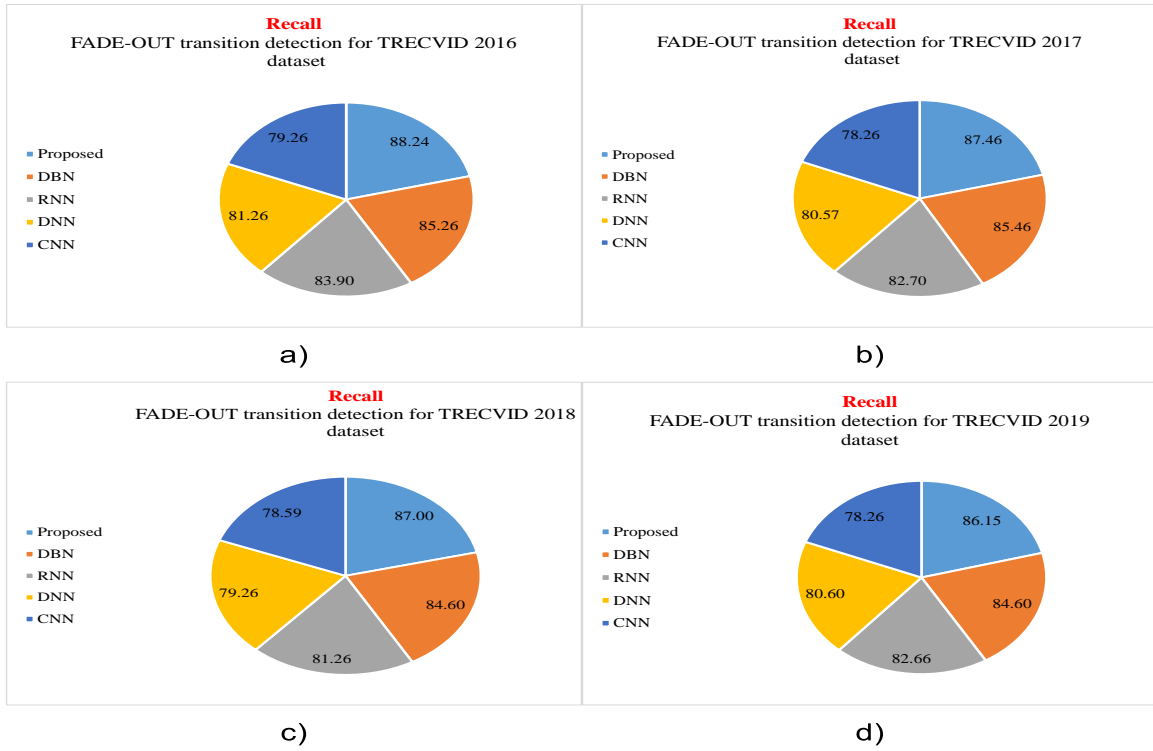 Recall
FADE-OUT transition detection for TRECVID 2016
dataset
Proposed
DBN
RNN
DNN
CNN
79.26
88.24
81.26
85.26
83.90
a)
Recall
FADE-OUT transition detection for TRECVID 2017
dataset
Proposed
DBN
RNN
DNN
CNN
78.26
87.46
80.57
85.46
82.70
b)
Recall
FADE-OUT transition detection for TRECVID 2018
dataset
Proposed
DBN
RNN
DNN
CNN
78.59
87.00
79.26
84.60
81.26
c)
Recall
FADE-OUT transition detection for TRECVID 2019
dataset
Proposed
DBN
RNN
DNN
CNN
78.26
86.15
80.60
84.60
82.66
d)